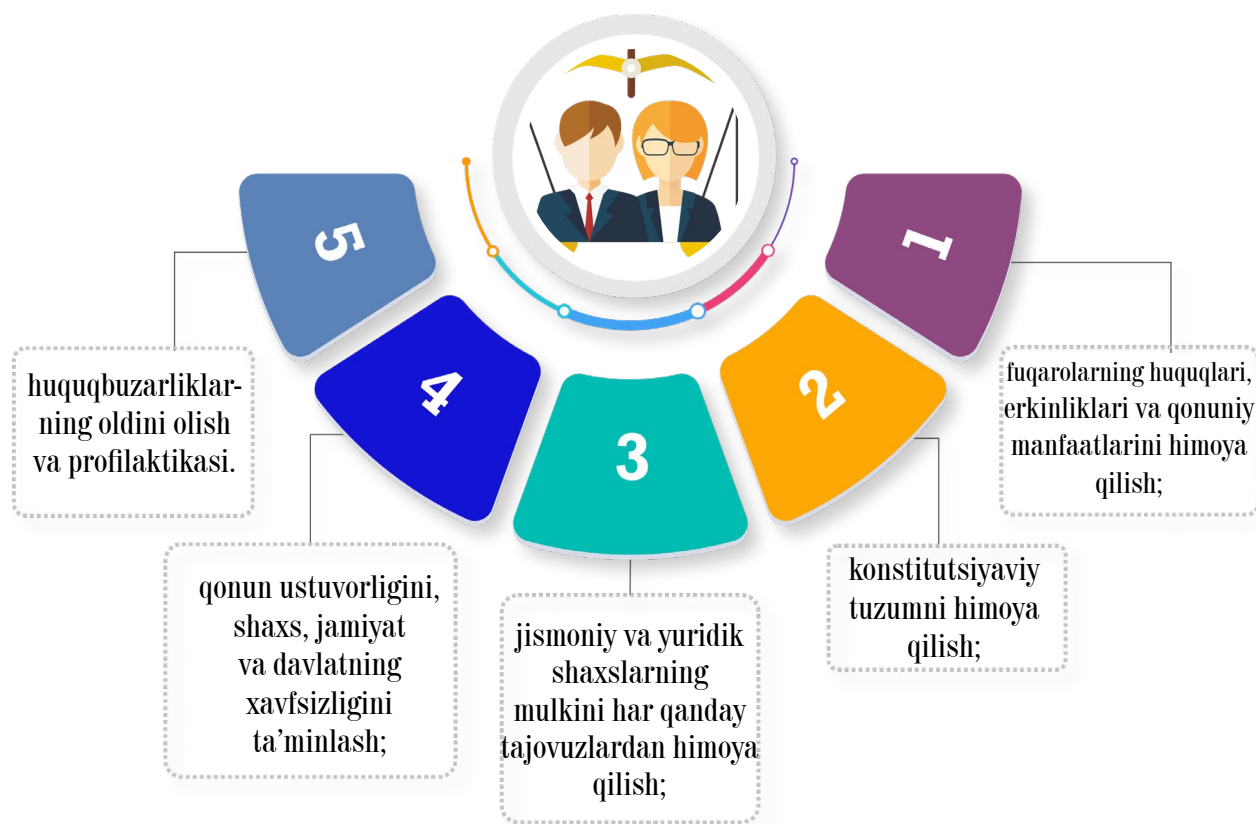 1
fuqarolarning huquqlari,
erkinliklari va qonuniy
manfaatlarini himoya
qilish;
2
konstitutsiyaviy
tuzumni himoya
qilish;
3
jismoniy va yuridik
shaxslarning
mulkini har qanday
tajovuzlardan himoya
qilish;
4
qonun ustuvorligini,
shaxs, jamiyat
va davlatning
xavfsizligini
ta’minlash;
5
huquqbuzarliklar-
ning oldini olish
va profilaktikasi.